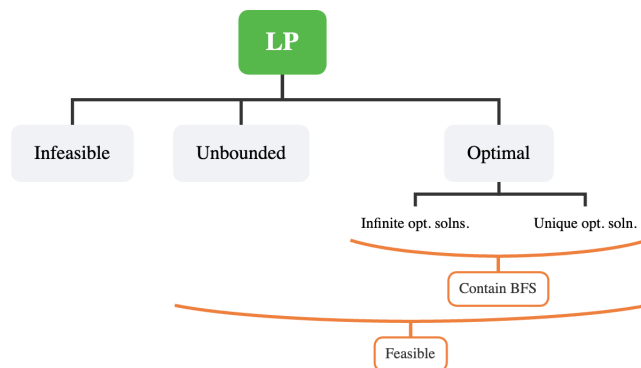 LP
Infeasible
Unbounded
Optimal
Infinite opt. solns.
Unique opt. soln.
Contain BFS
Feasible